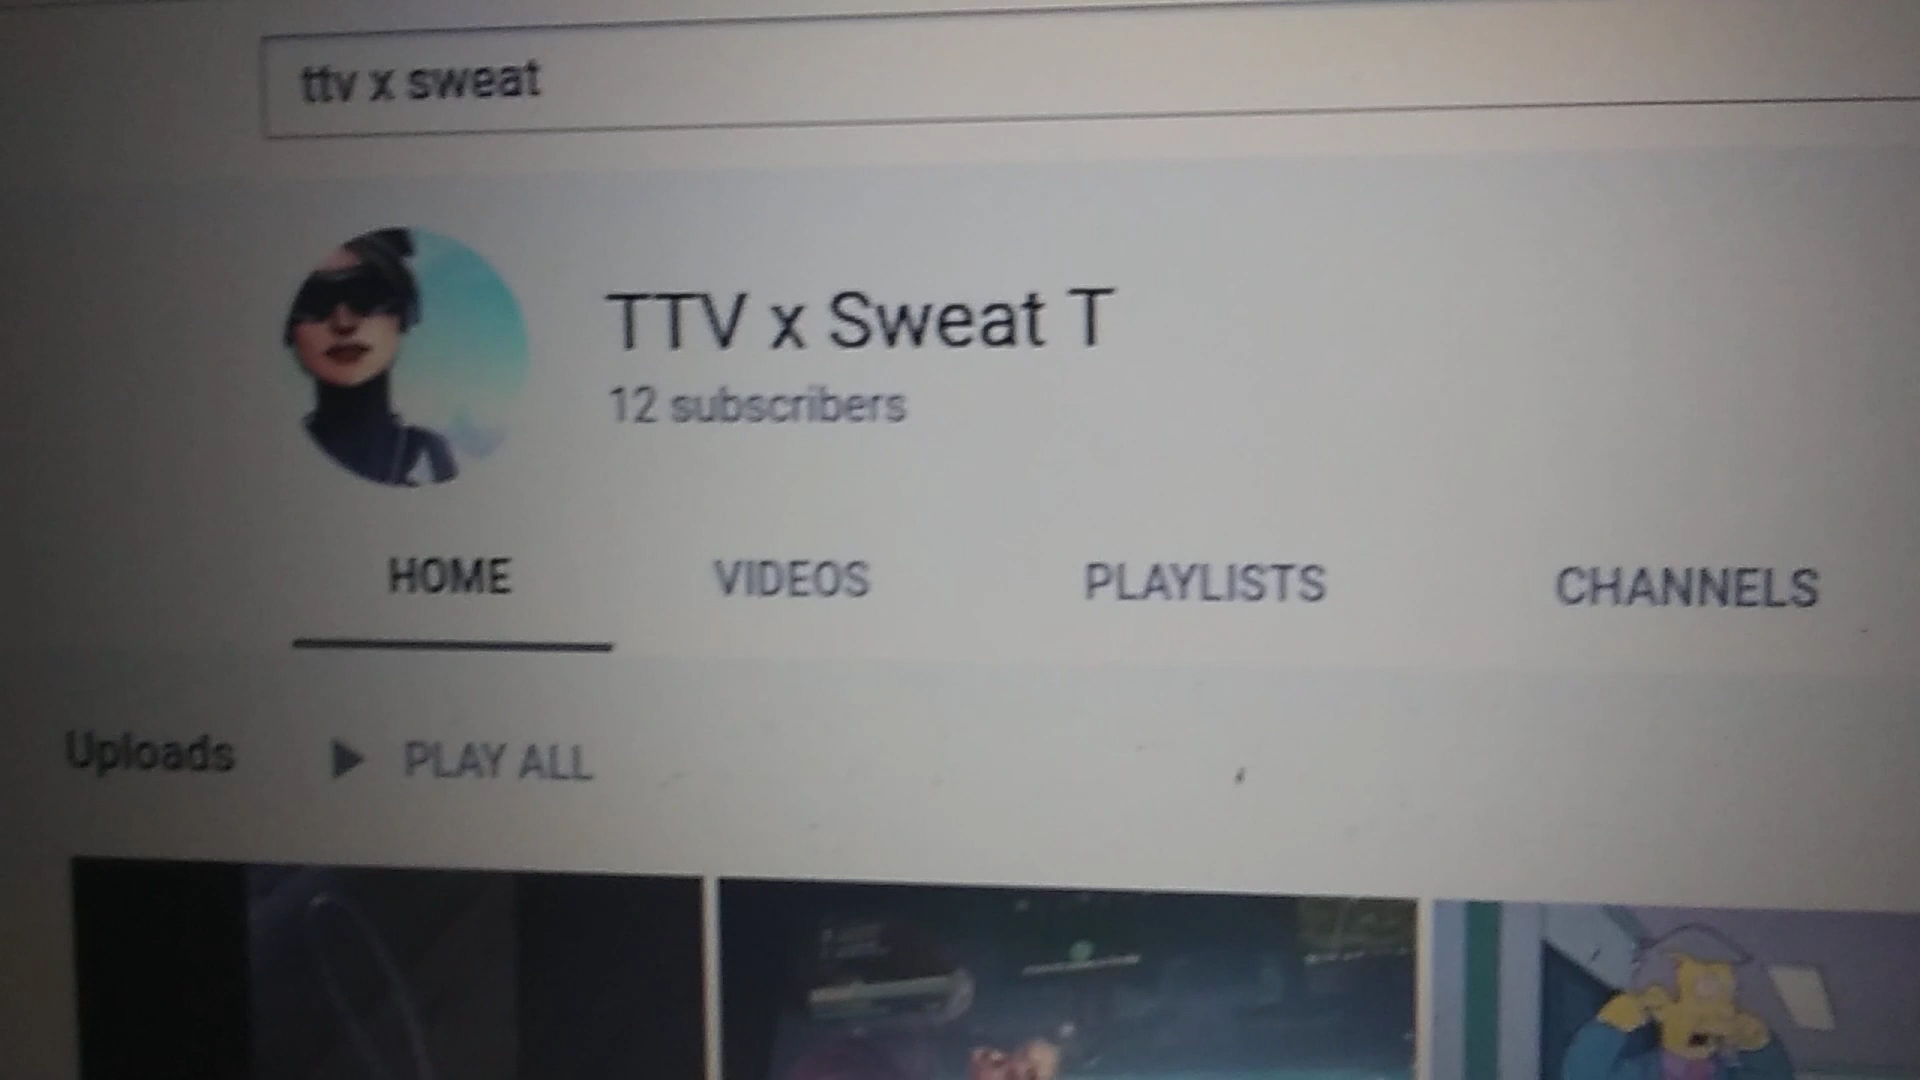 ttv x sweat
TTV x Sweat T
12 subscribers
HOME VIDEOS PLAYLISTS CHANNELS
Uploads PLAY ALL